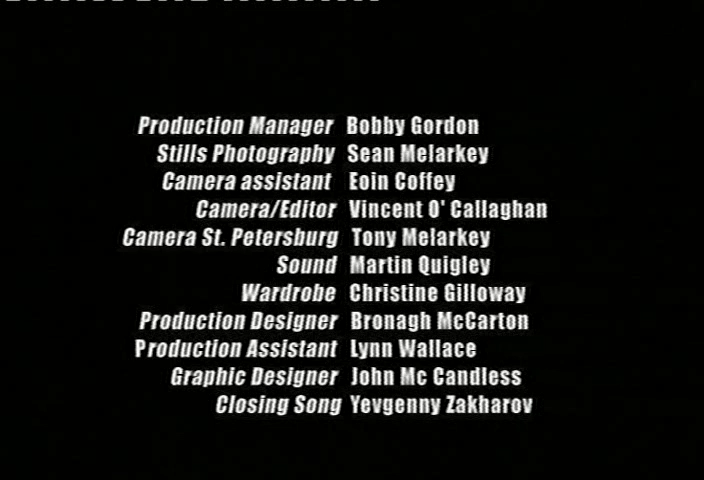 Production Manager Bobby Gordon
Stills Photography Sean Melarkey
Camera assistant Eoin Coffey
Camera/Editor Vincent O' Callaghan
Camera St. Petersburg Tony Melarkey
Sound Martin Quigley
Wardrobe Christine Gilloway
Production Designer Bronagh McCarton
Production Assistant Lynn Wallace
Graphic Designer John Mc Candless
Closing Song Yevgenny Zakharov